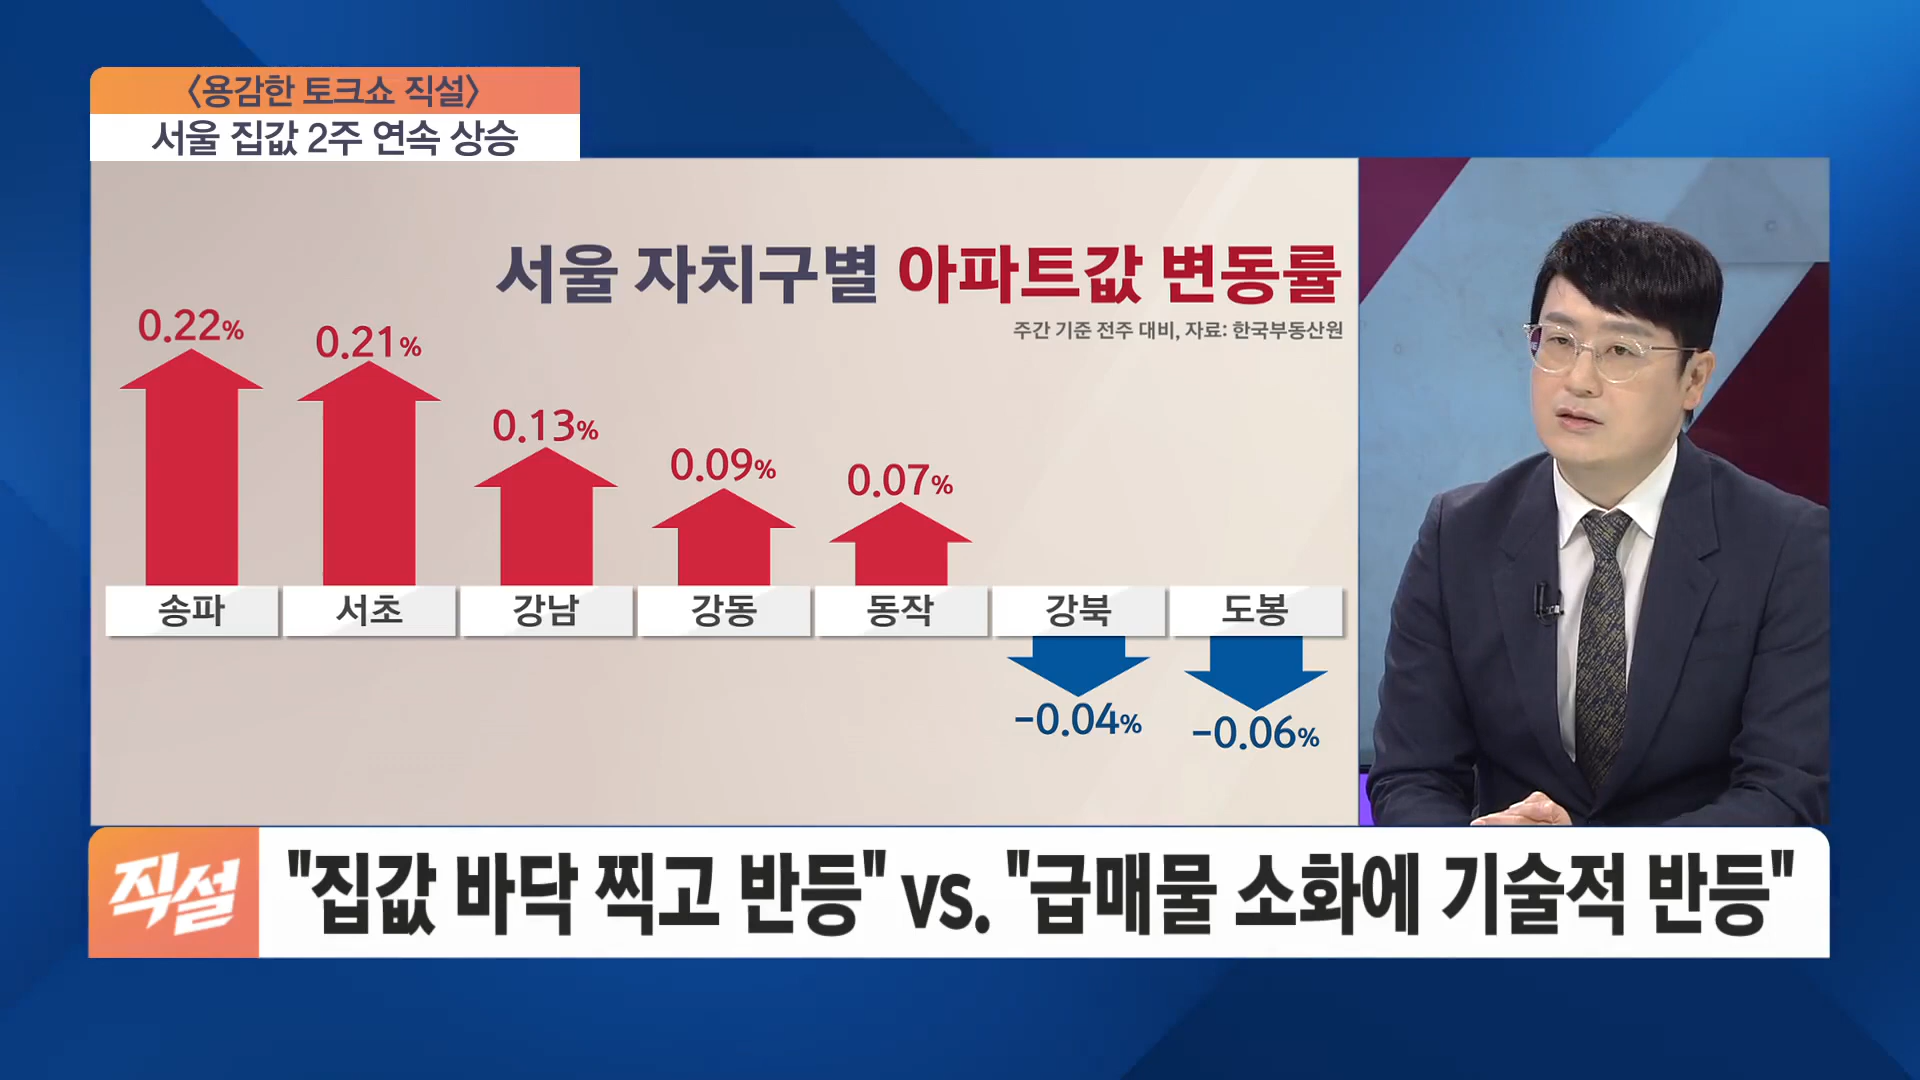 <용감한 토크쇼 직설>
서울 집값 2주 연속 상승
서울 자치구별 아파트값 변동률
주간 기준 전주 대비, 자료: 한국부동산원
0.22%
0.21%
0.13%
0.09%
0.07%
송파
서초
강남
강동
동작
강북
도봉
-0.04%
-0.06%
직설
"집값 바닥 찍고 반등" vs. "급매물 소화에 기술적 반등"